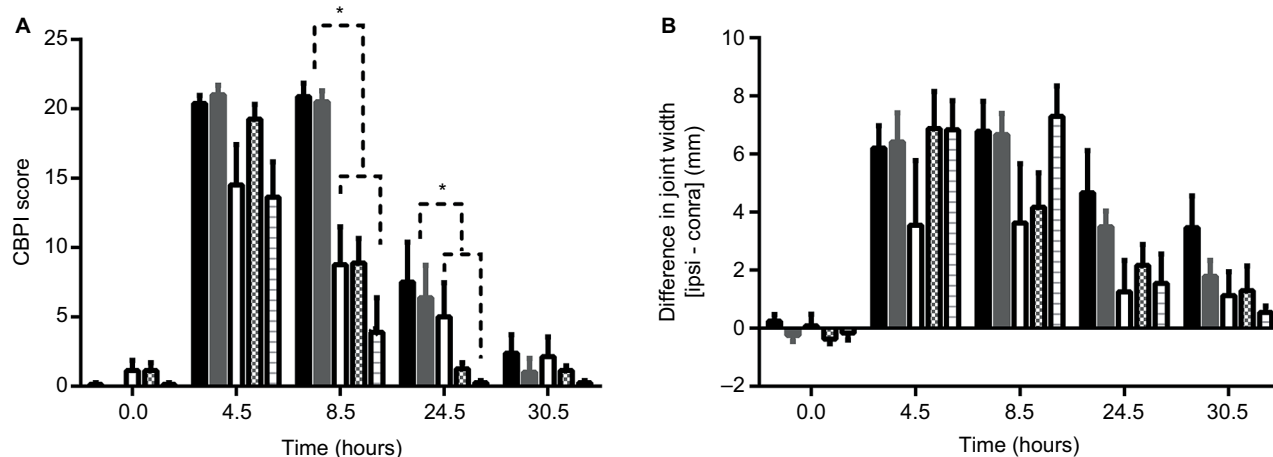 A
CBPI score
25
20
15
10
5
0
*
*
0.0 4.5 8.5 24.5 30.5
Time (hours)
B
Difference in joint width
[ipsi - conra] (mm)
10
8
6
4
2
0
–2
0.0 4.5 8.5 24.5 30.5
Time (hours)